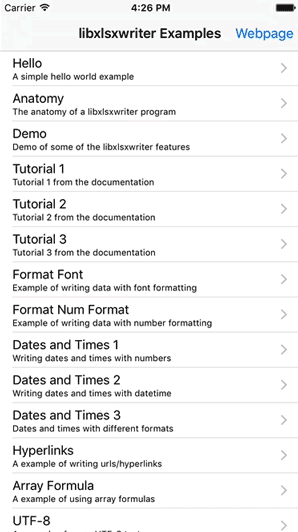 Carrier 4:26 PM
libxlsxwriter Examples Webpage
Hello
A simple hello world example
Anatomy
The anatomy of a libxlsxwriter program
Demo
Demo of some of the libxlsxwriter features
Tutorial 1
Tutorial 1 from the documentation
Tutorial 2
Tutorial 2 from the documentation
Tutorial 3
Tutorial 3 from the documentation
Format Font
Example of writing data with font formatting
Format Num Format
Example of writing data with number formatting
Dates and Times 1
Writing dates and times with numbers
Dates and Times 2
Writing dates and times with datetime
Dates and Times 3
Dates and times with different formats
Hyperlinks
A example of writing urls/hyperlinks
Array Formula
A example of using array formulas
UTF-8